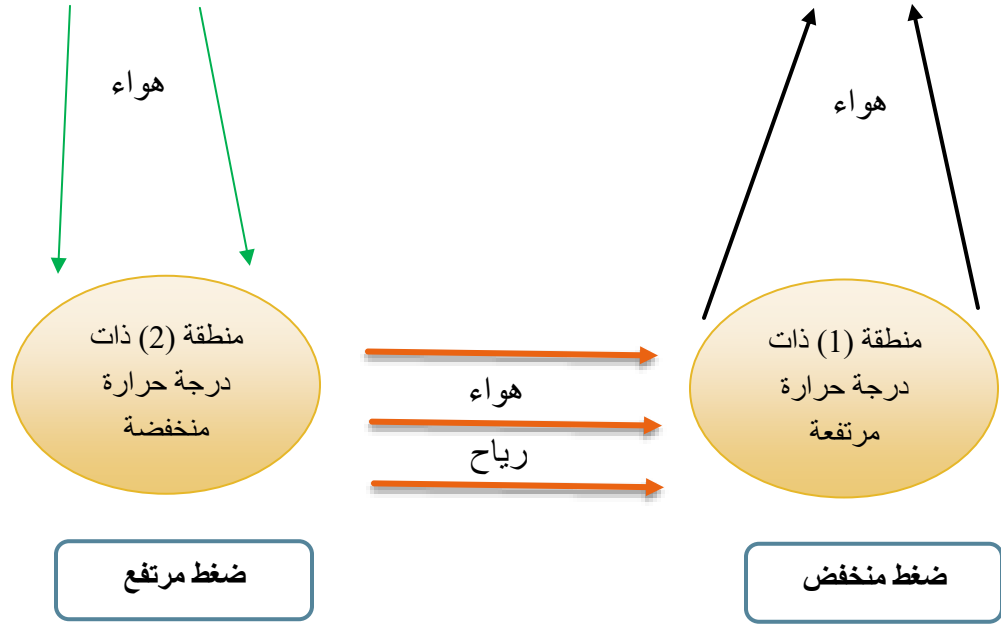 هواء
هواء
منطقة (1) ذات
درجة حرارة
مرتفعة
هواء
رياح
منطقة (2) ذات
درجة حرارة
منخفضة
ضغط منخفض
ضغط مرتفع